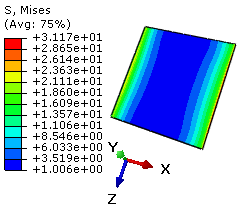 S, Mises
(Avg: 75%)
+3.117e+01
+2.865e+01
+2.614e+01
+2.363e+01
+2.111e+01
+1.860e+01
+1.609e+01
+1.357e+01
+1.106e+01
+8.546e+00
+6.033e+00
+3.519e+00
+1.006e+00
Y
X
Z